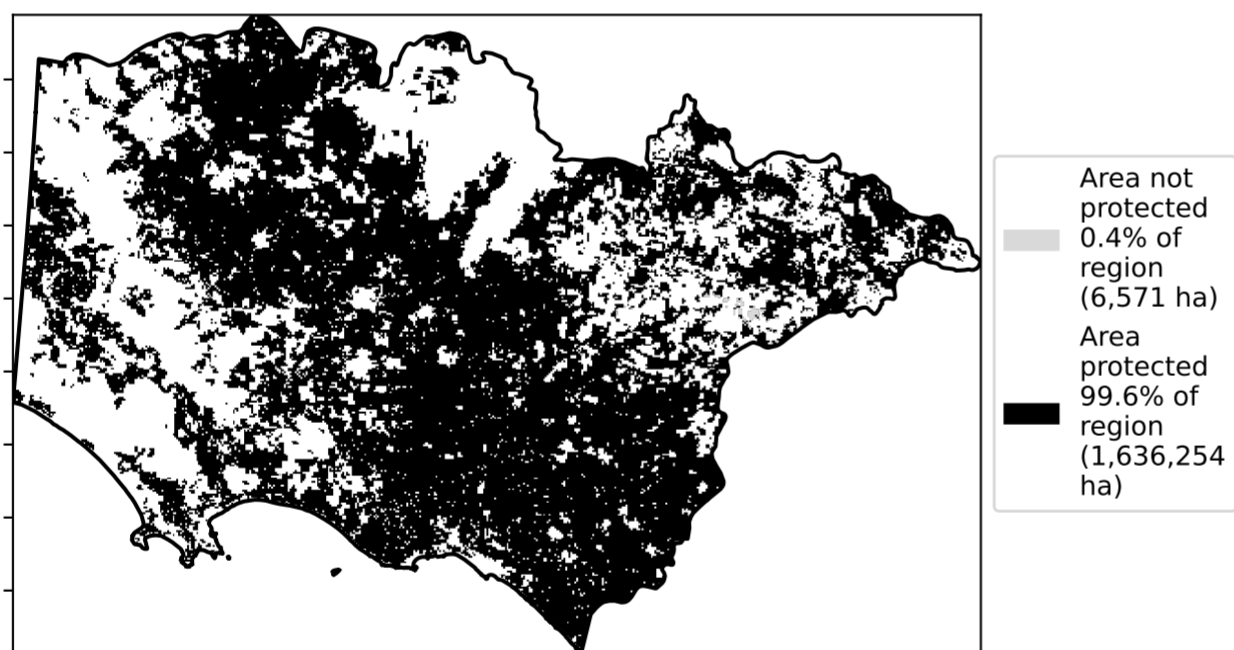 Area not
protected
0.4% of
region
(6,571 ha)
Area
protected
99.6% of
region
(1,636,254
ha)